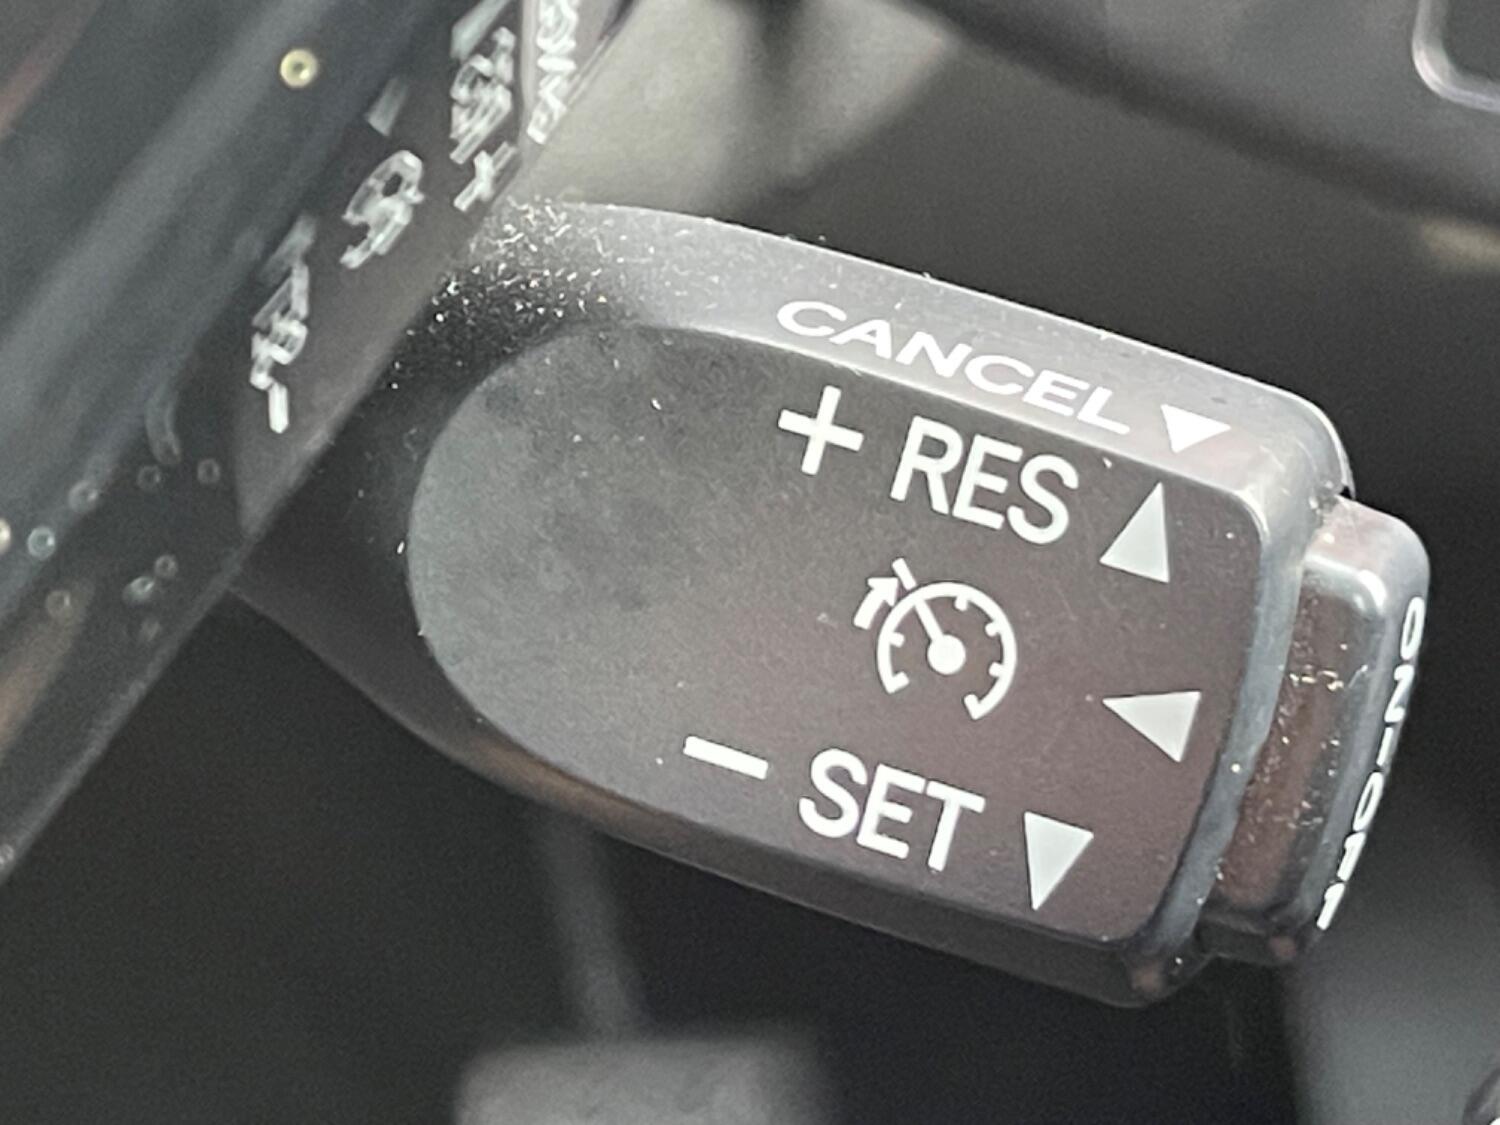 CANCEL ▼
+ RES ▲
◀
− SET ▼
ON-OFF